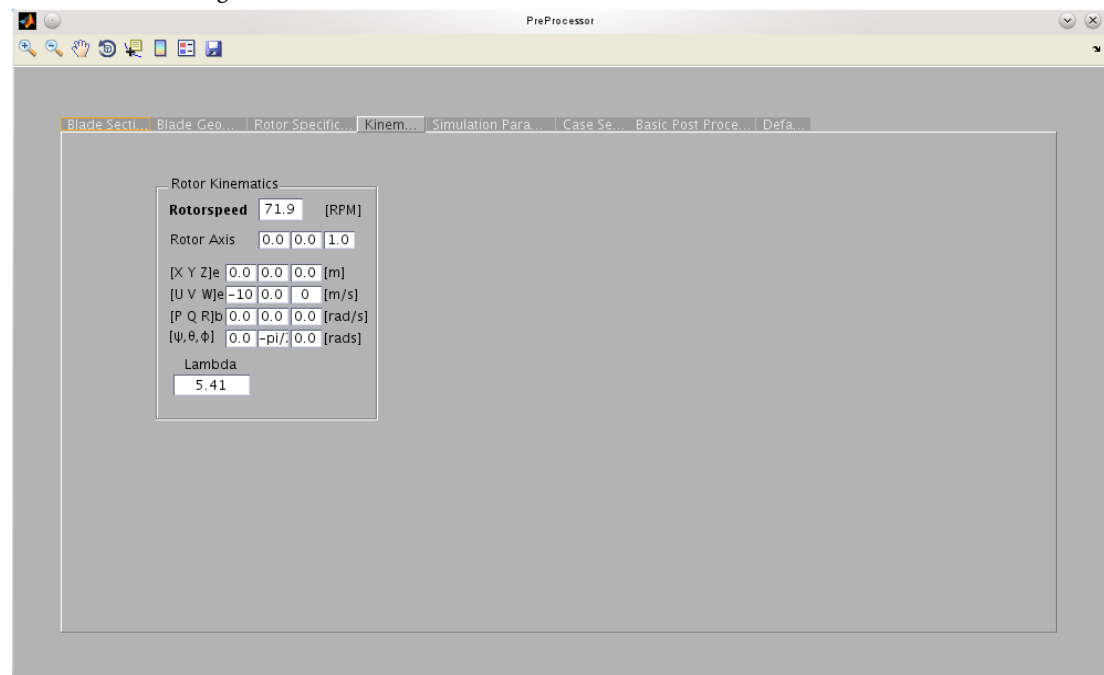 PreProcessor
Blade Secti... Blade Geo... Rotor Specific... Kinem... Simulation Para... Case Se... Basic Post Proce... Defa...
Rotor Kinematics
Rotorspeed 71.9 [RPM]
Rotor Axis 0.0 0.0 1.0
[X Y Z]e 0.0 0.0 0.0 [m]
[U V W]e -10 0.0 0 [m/s]
[P Q R]b 0.0 0.0 0.0 [rad/s]
[ψ,θ,φ] 0.0 -pi/ 0.0 [rads]
Lambda
5.41